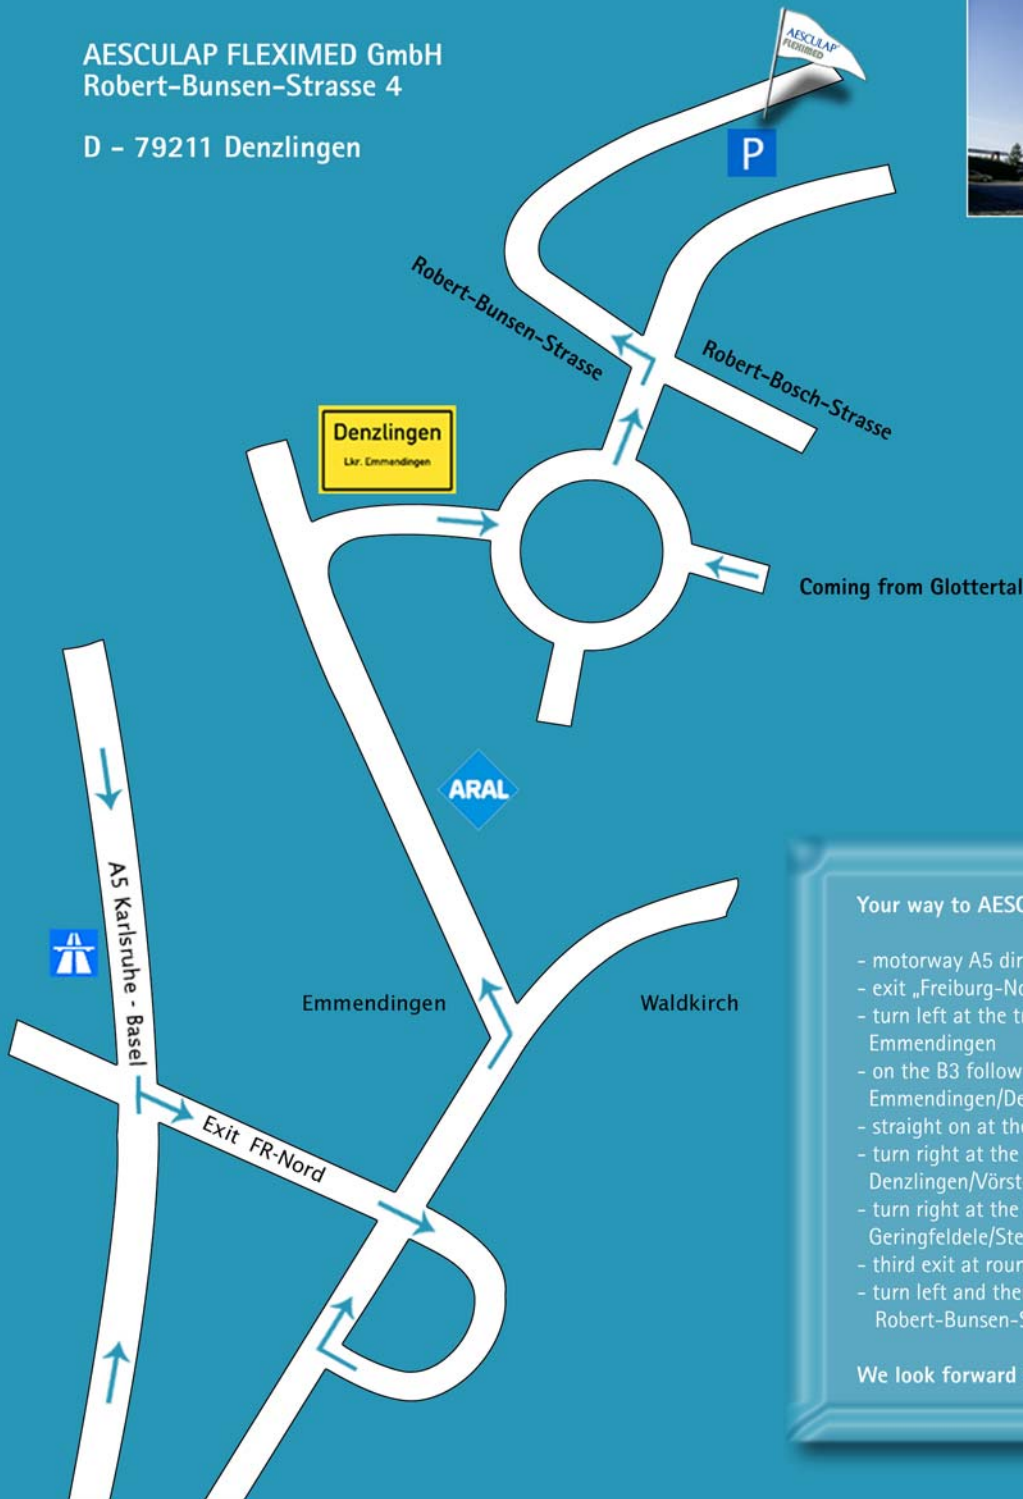 AESCULAP FLEXIMED GmbH
Robert-Bunsen-Strasse 4
D - 79211 Denzlingen
AESCULAP
FLEXIMED
P
Robert-Bunsen-Strasse
Robert-Bosch-Strasse
Denzlingen
Lkr. Emmendingen
Coming from Glottertal
ARAL
A5 Karlsruhe - Basel
Emmendingen
Waldkirch
Exit FR-Nord
Your way to AESC
- motorway A5 dir
- exit „Freiburg-No
- turn left at the tr
Emmendingen
- on the B3 follow
Emmendingen/De
- straight on at the
- turn right at the
Denzlingen/Vörst
- turn right at the
Geringfeldele/Ste
- third exit at roun
- turn left and the
Robert-Bunsen-S
We look forward